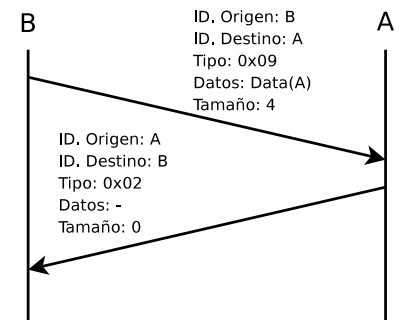 B
A
ID. Origen: B
ID. Destino: A
Tipo: 0x09
Datos: Data(A)
Tamaño: 4
ID. Origen: A
ID. Destino: B
Tipo: 0x02
Datos: -
Tamaño: 0